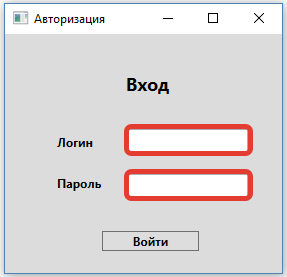 Авторизация
Вход
Логин
Пароль
Войти